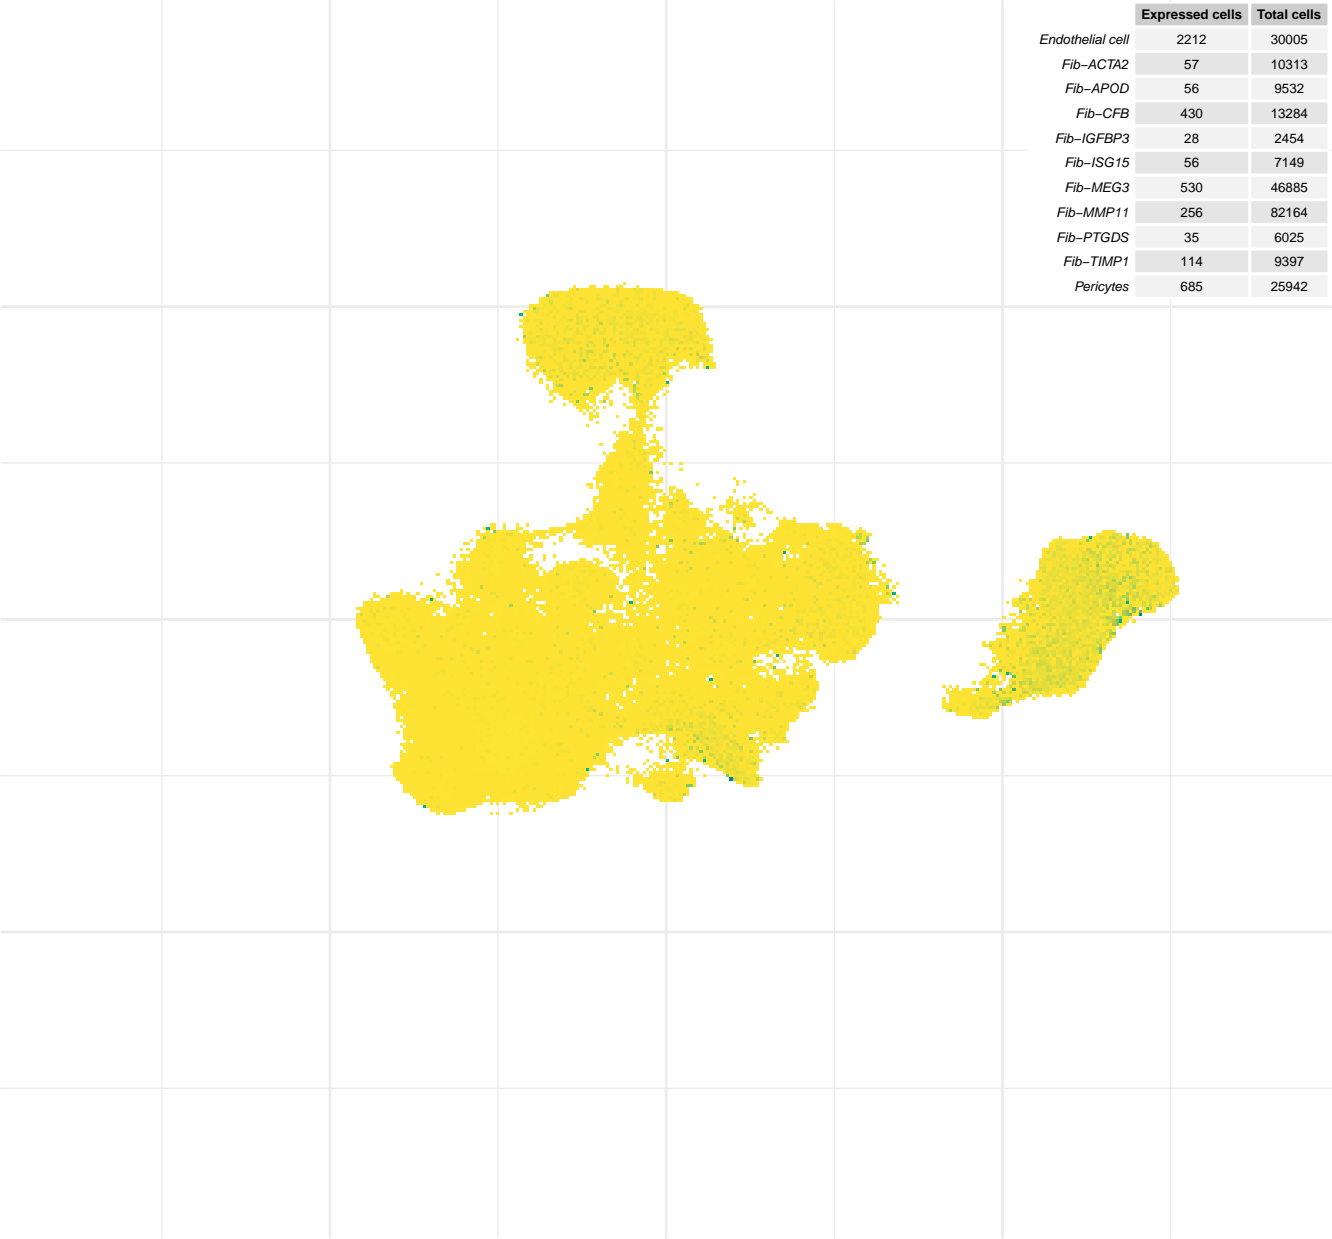 Expressed cells Total cells
Endothelial cell 2212 30005
Fib−ACTA2 57 10313
Fib−APOD 56 9532
Fib−CFB 430 13284
Fib−IGFBP3 28 2454
Fib−ISG15 56 7149
Fib−MEG3 530 46885
Fib−MMP11 256 82164
Fib−PTGDS 35 6025
Fib−TIMP1 114 9397
Pericytes 685 25942